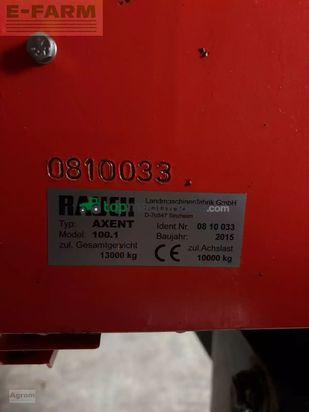 E-FARM
0810033
RAUCH
Landmaschinenfabrik GmbH
top
.com
D-76547 Sinzheim
Typ: AXENT
Ident.Nr. 08 10 033
Model: 100.1
Baujahr: 2015
zul. Gesamtgewicht
13000 kg
CE
zul.Achslast
10000 kg
Agrom